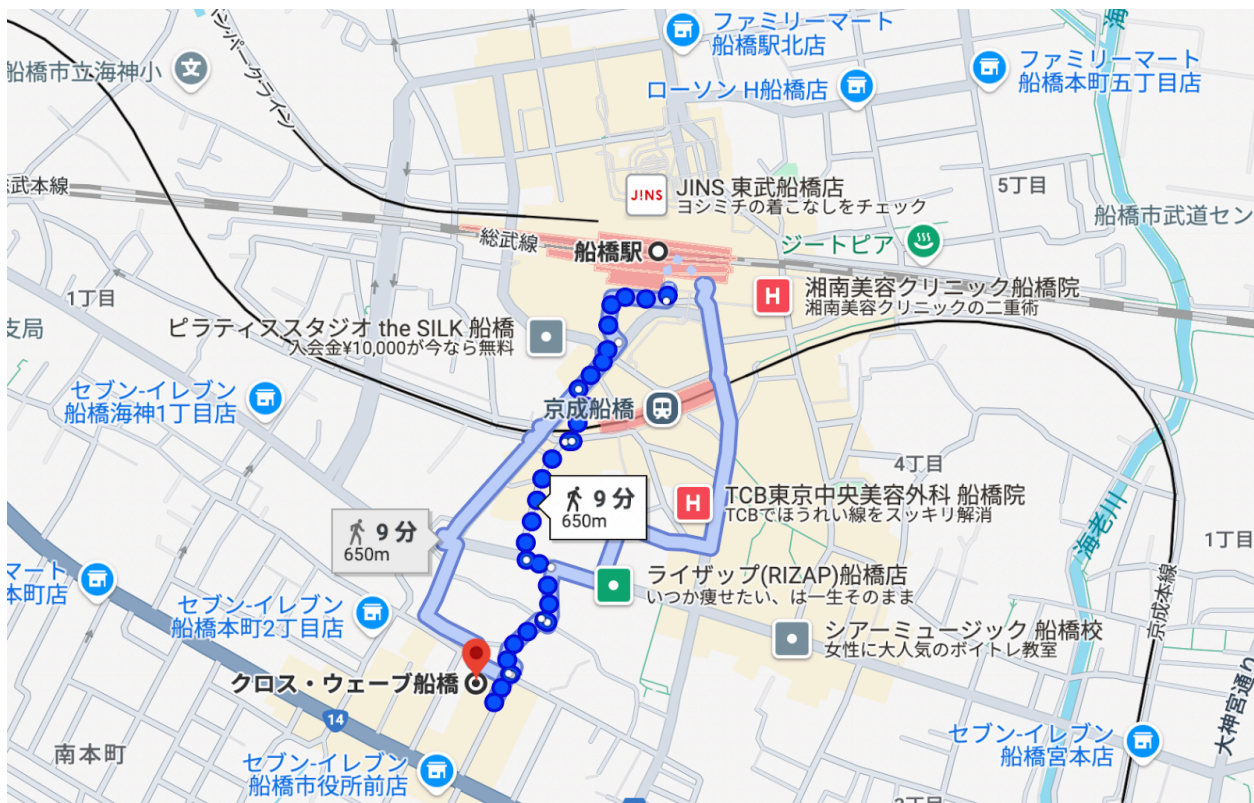 ファミリーマート
船橋駅北店
船橋市立海神小
文
ローソン H船橋店
ファミリーマート
船橋本町五丁目店
総武本線
JINS
JINS 東武船橋店
ヨシミチの着こなしをチェック
5丁目
船橋市武道セン
総武線
船橋駅
ジートピア
1丁目
支局
H
湘南美容クリニック船橋院
湘南美容クリニックの二重術
ピラティススタジオ the SILK 船橋
入会金¥10,000が今なら無料
セブン-イレブン
船橋海神1丁目店
京成船橋
4丁目
9 分
650m
9 分
650m
H
TCB東京中央美容外科 船橋院
TCBでほうれい線をスッキリ解消
海老川
1丁目
マート
本町店
セブン-イレブン
船橋本町2丁目店
ライザップ(RIZAP)船橋店
いつか痩せたい、は一生そのまま
京成本線
シアーミュージック 船橋校
女性に大人気のボイトレ教室
クロス・ウェーブ船橋
14
大神宮通り
南本町
セブン-イレブン
船橋市役所前店
セブン-イレブン
船橋宮本店